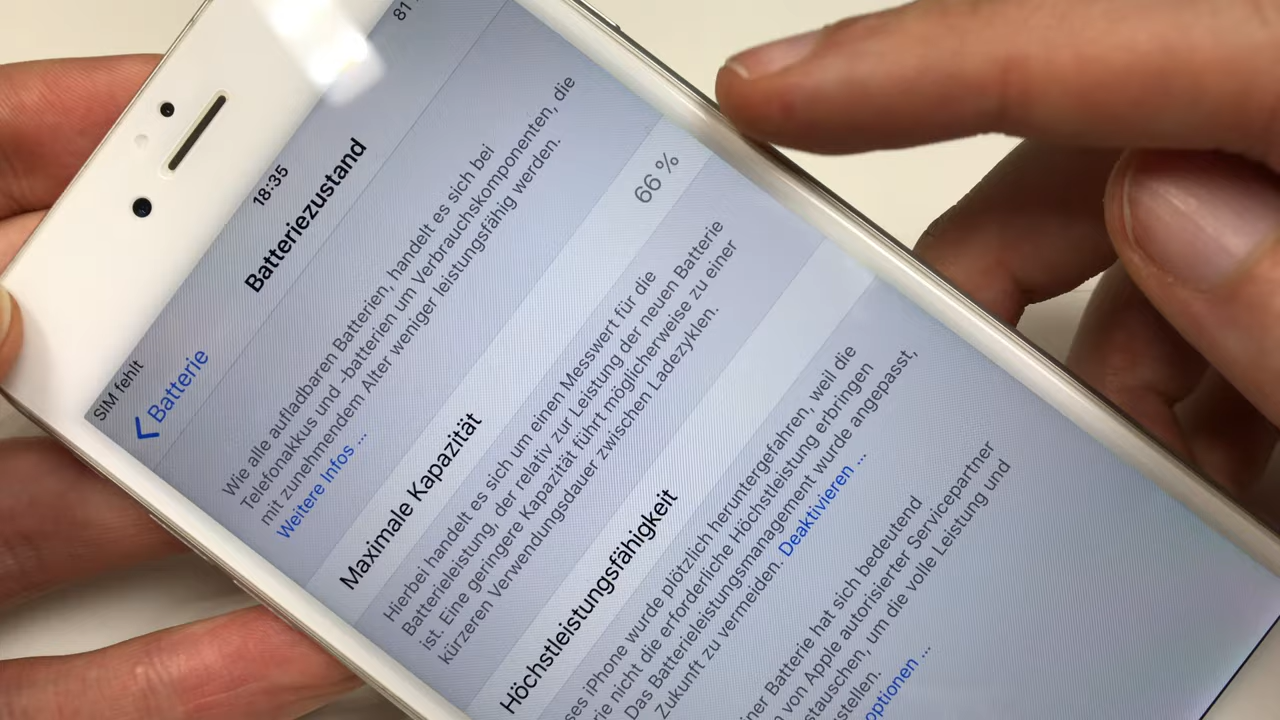 SIM fehlt
18:35
81
Batterie
Batteriezustand
Wie alle aufladbaren Batterien, handelt es sich bei
Telefonakkus und -batterien um Verbrauchskomponenten, die
mit zunehmendem Alter weniger leistungsfähig werden.
Weitere Infos ...
Maximale Kapazität
66 %
Hierbei handelt es sich um einen Messwert für die
Batterieleistung, der relativ zur Leistung der neuen Batterie
ist. Eine geringere Kapazität führt möglicherweise zu einer
kürzeren Verwendungsdauer zwischen Ladezyklen.
Höchstleistungsfähigkeit
iPhone wurde plötzlich heruntergefahren, weil die
nicht die erforderliche Höchstleistung erbringen
Das Batterieleistungsmanagement wurde angepasst,
Zukunft zu vermeiden. Deaktivieren ...
Batterie hat sich bedeutend
von Apple autorisierter Servicepartner
um die volle Leistung und